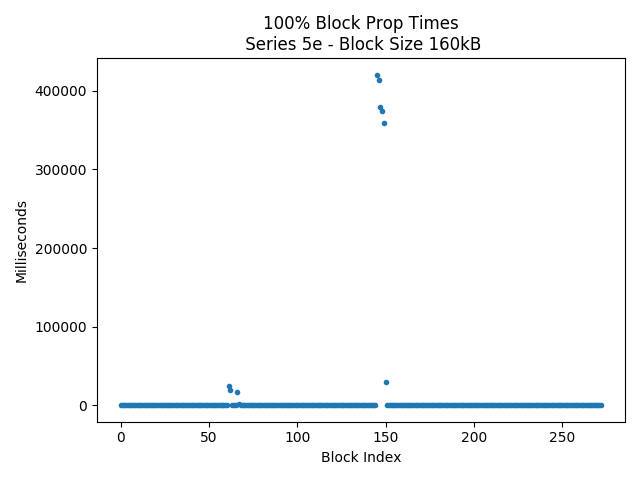 100% Block Prop Times
Series 5e - Block Size 160kB
400000
300000
200000
100000
0
Milliseconds
0 50 100 150 200 250
Block Index